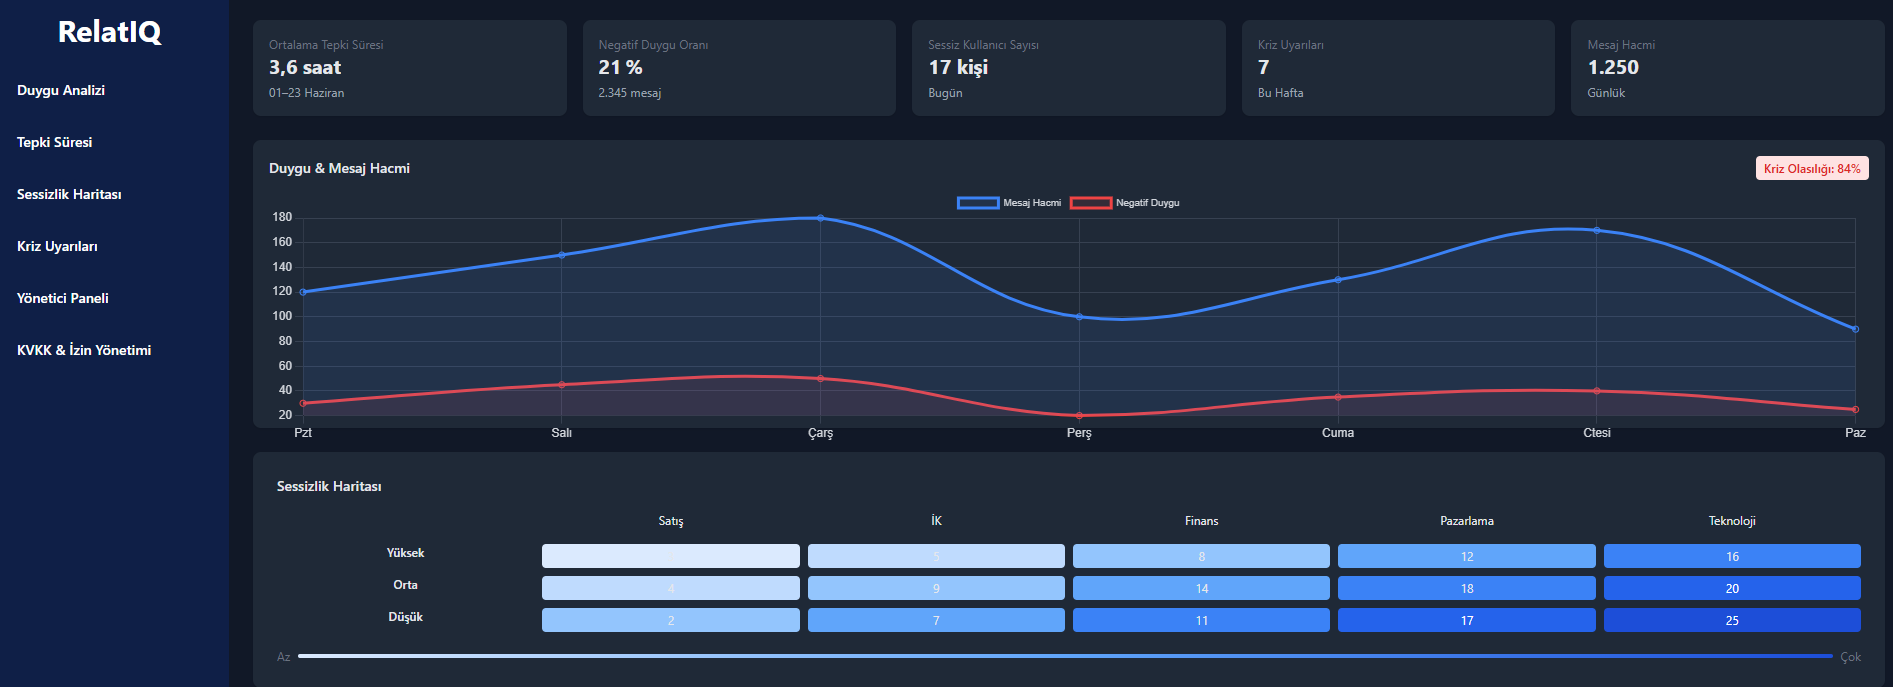 RelatIQ
Duygu Analizi
Tepki Süresi
Sessizlik Haritası
Kriz Uyarıları
Yönetici Paneli
KVKK & İzin Yönetimi
Ortalama Tepki Süresi
3,6 saat
01–23 Haziran
Negatif Duygu Oranı
21 %
2.345 mesaj
Sessiz Kullanıcı Sayısı
17 kişi
Bugün
Kriz Uyarıları
7
Bu Hafta
Mesaj Hacmi
1.250
Günlük
Duygu & Mesaj Hacmi
Kriz Olasılığı: 84%
Mesaj Hacmi Negatif Duygu
180
160
140
120
100
80
60
40
20
Pzt Salı Çarş Perş Cuma Ctesi Paz
Sessizlik Haritası
Satış İK Finans Pazarlama Teknoloji
Yüksek 5 8 12 16
Orta 4 9 14 18 20
Düşük 2 7 11 17 25
Az Çok